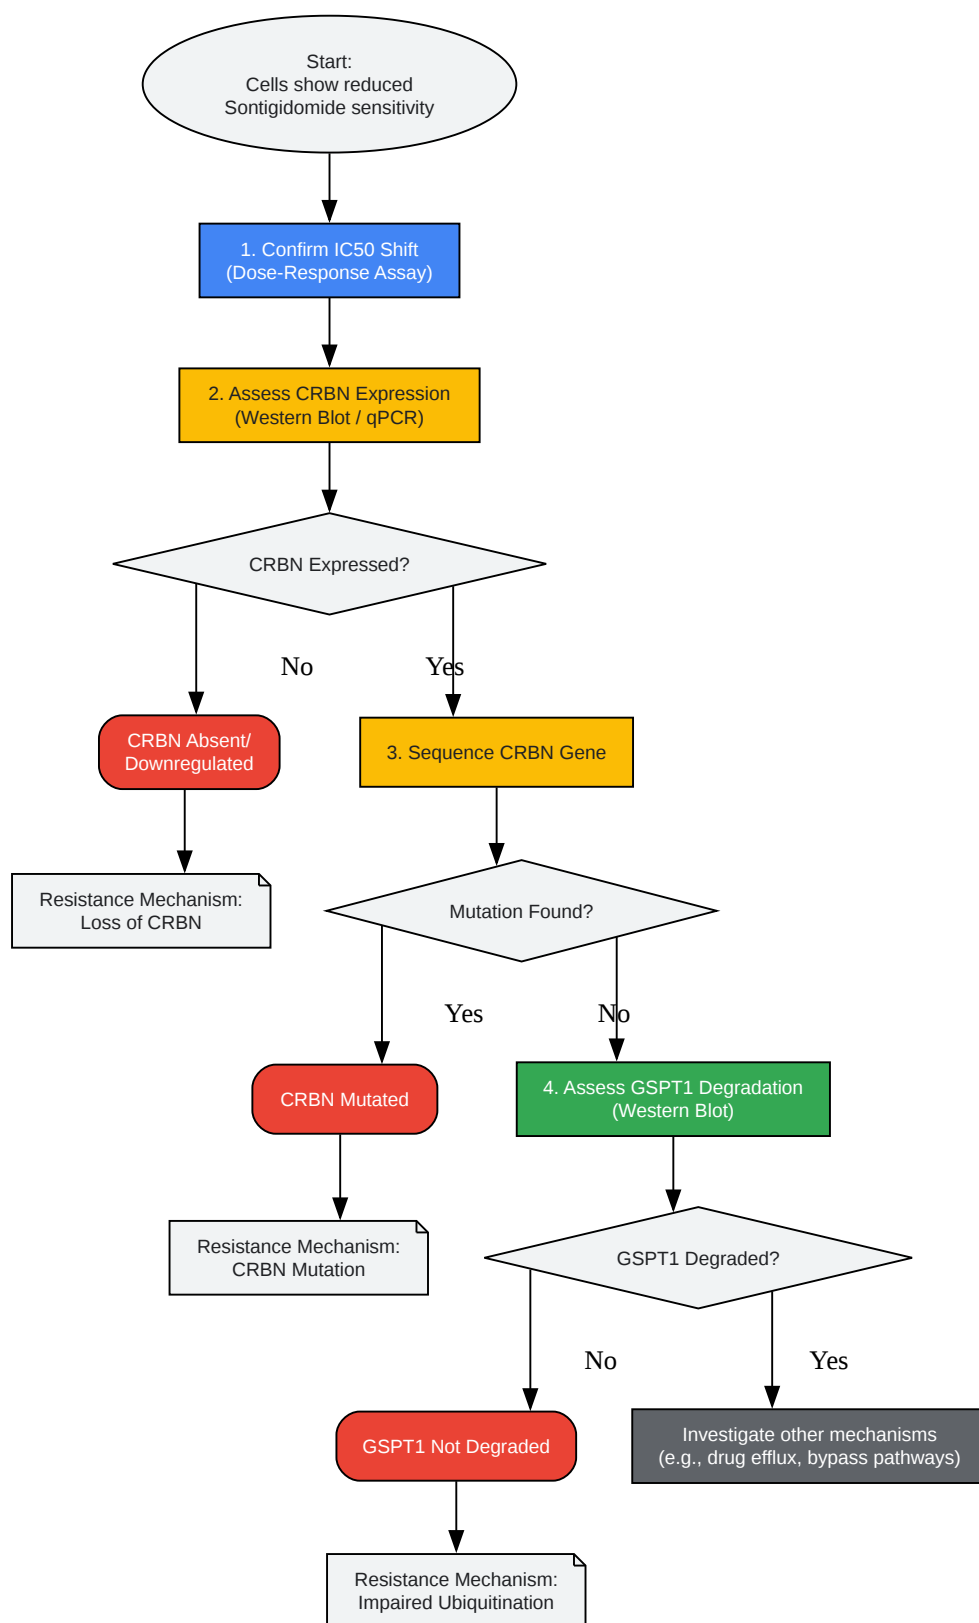 Start:
Cells show reduced
Sontigidomide sensitivity
1. Confirm IC50 Shift
(Dose-Response Assay)
2. Assess CRBN Expression
(Western Blot / qPCR)
CRBN Expressed?
No
Yes
CRBN Absent/
Downregulated
3. Sequence CRBN Gene
Resistance Mechanism:
Loss of CRBN
Mutation Found?
Yes
No
CRBN Mutated
4. Assess GSPT1 Degradation
(Western Blot)
Resistance Mechanism:
CRBN Mutation
GSPT1 Degraded?
No
Yes
GSPT1 Not Degraded
Investigate other mechanisms
(e.g., drug efflux, bypass pathways)
Resistance Mechanism:
Impaired Ubiquitination